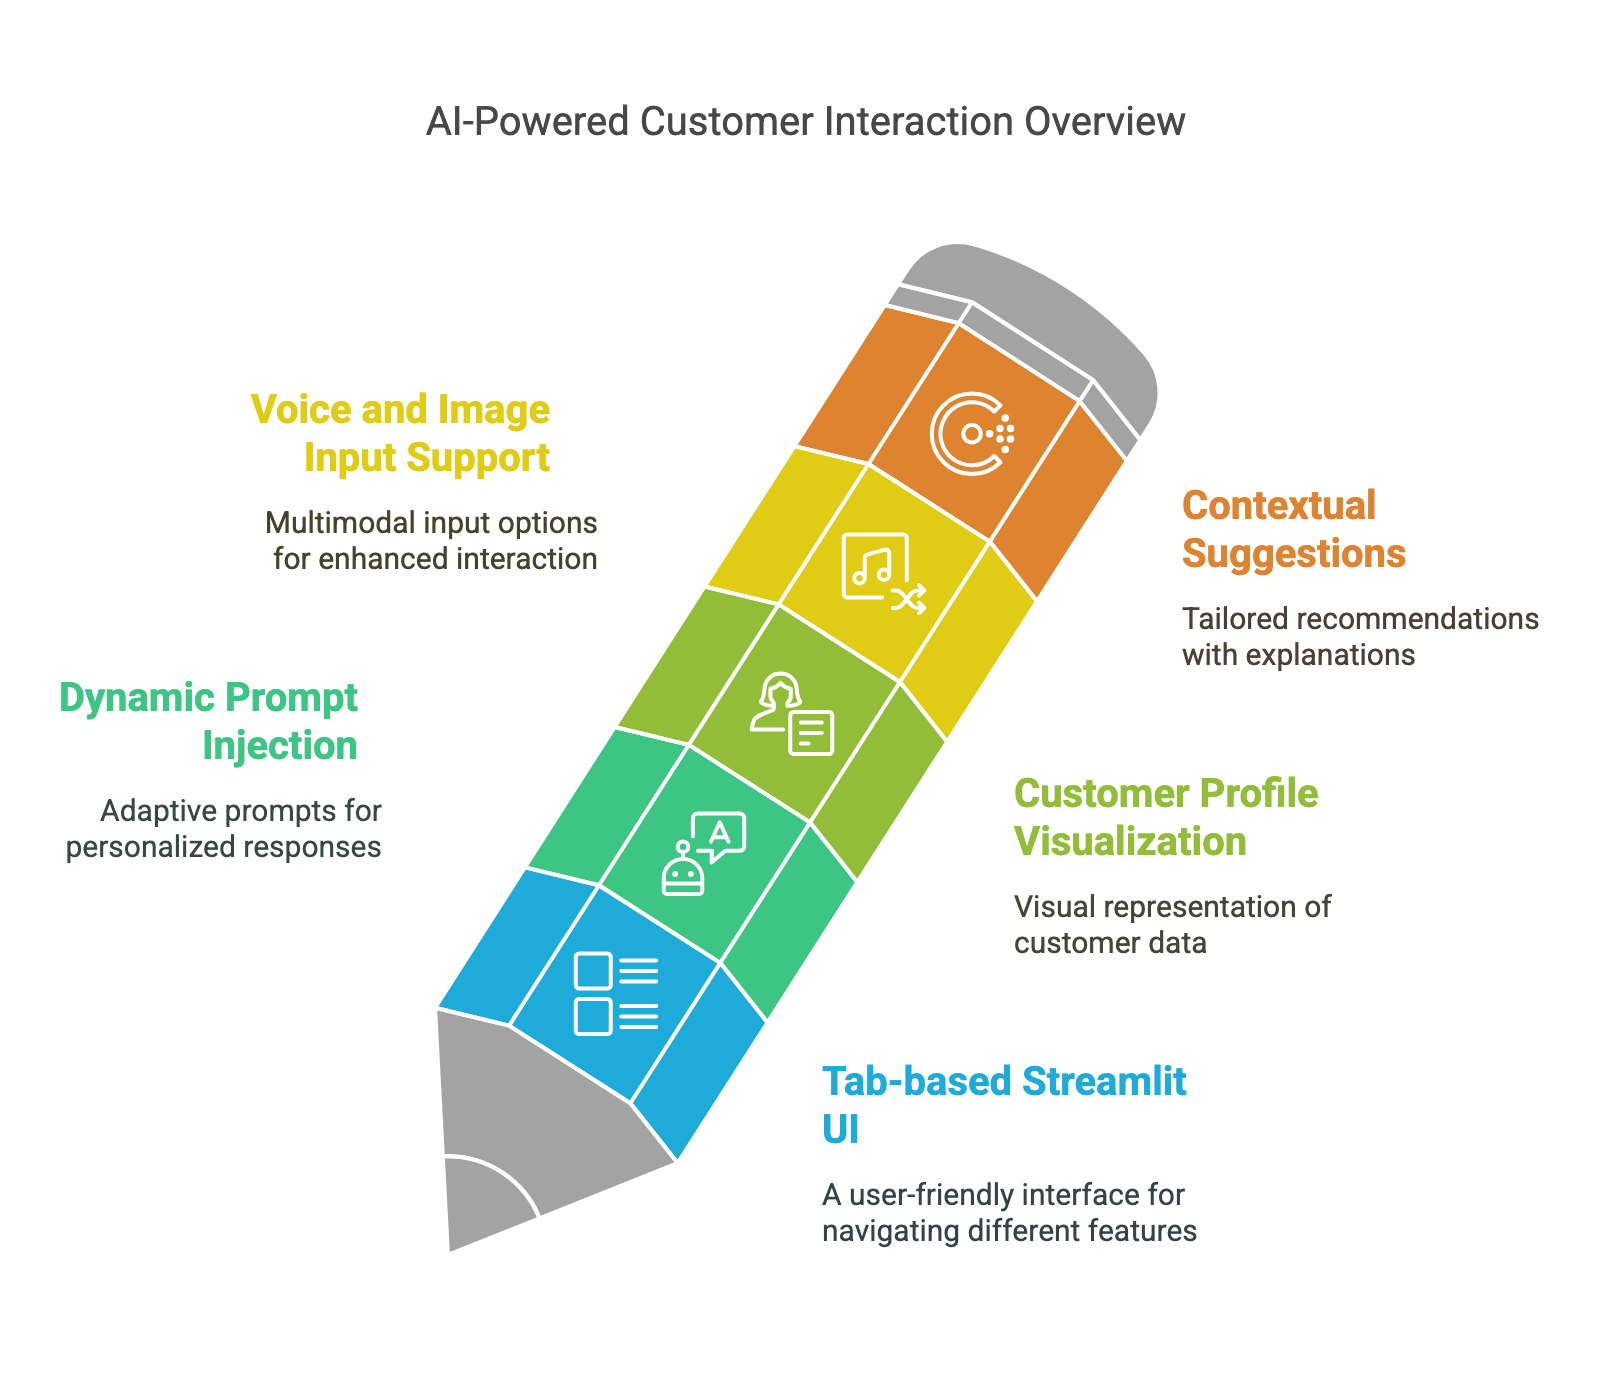 AI-Powered Customer Interaction Overview
Voice and Image
Input Support
Multimodal input options
for enhanced interaction
Contextual
Suggestions
Tailored recommendations
with explanations
Dynamic Prompt
Injection
Adaptive prompts for
personalized responses
Customer Profile
Visualization
Visual representation of
customer data
A
Tab-based Streamlit
UI
A user-friendly interface for
navigating different features